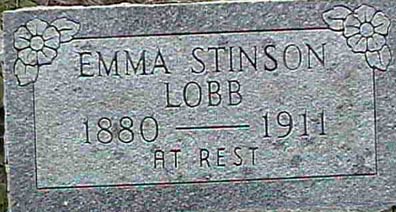 EMMA STINSON
LOBB
1880 — 1911
AT REST